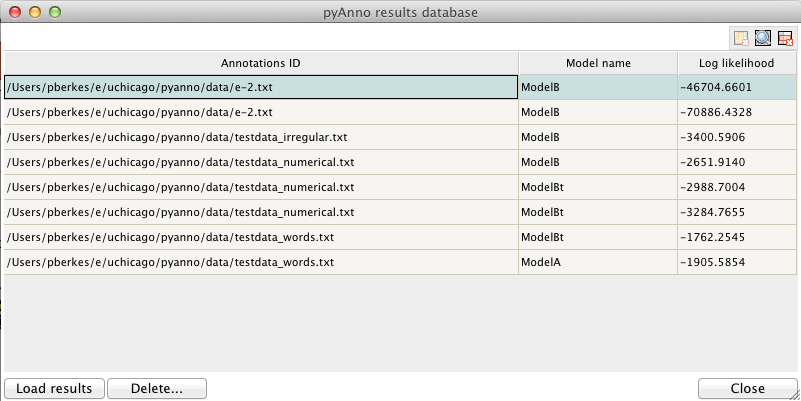 pyAnno results database
Annotations ID Model name Log likelihood
/Users/pberkes/e/uchicago/pyanno/data/e-2.txt ModelB -46704.6601
/Users/pberkes/e/uchicago/pyanno/data/e-2.txt ModelB -70886.4328
/Users/pberkes/e/uchicago/pyanno/data/testdata_irregular.txt ModelB -3400.5906
/Users/pberkes/e/uchicago/pyanno/data/testdata_numerical.txt ModelB -2651.9140
/Users/pberkes/e/uchicago/pyanno/data/testdata_numerical.txt ModelBt -2988.7004
/Users/pberkes/e/uchicago/pyanno/data/testdata_numerical.txt ModelBt -3284.7655
/Users/pberkes/e/uchicago/pyanno/data/testdata_words.txt ModelBt -1762.2545
/Users/pberkes/e/uchicago/pyanno/data/testdata_words.txt ModelA -1905.5854
Load results Delete... Close